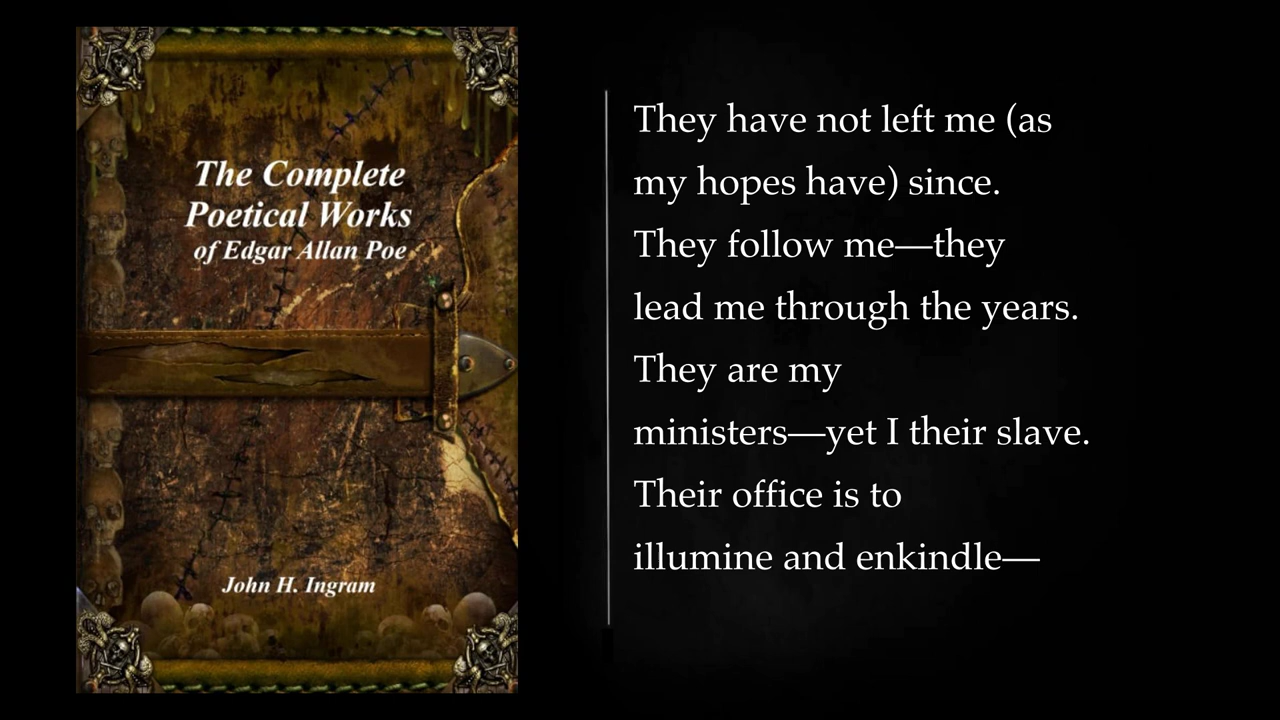 The Complete
Poetical Works
of Edgar Allan Poe
John H. Ingram
They have not left me (as
my hopes have) since.
They follow me—they
lead me through the years.
They are my
ministers—yet I their slave.
Their office is to
illumine and enkindle—